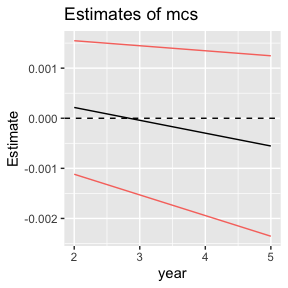 Estimates of mcs
0.001
0.000
-0.001
-0.002
Estimate
2
3
4
5
year